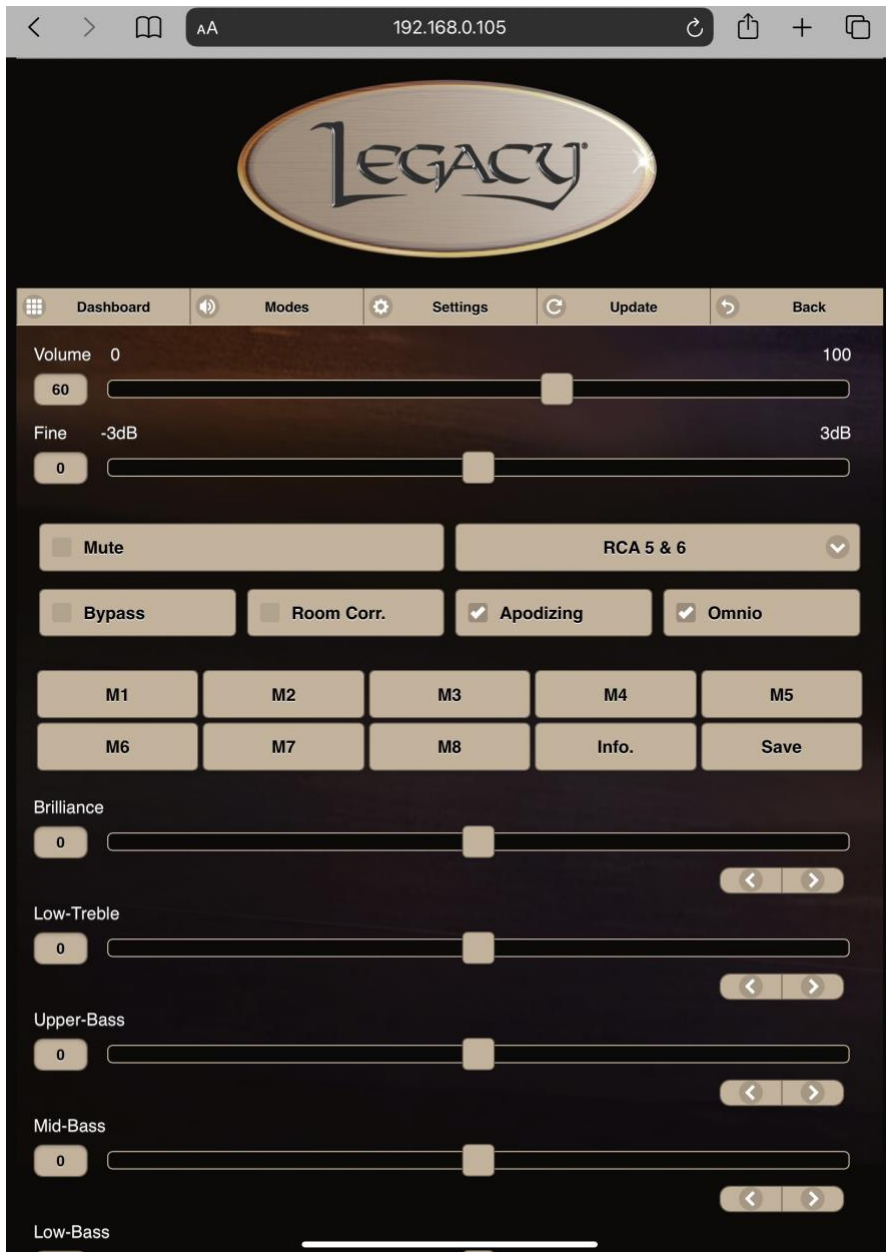 AA 192.168.0.105
LEGACY
Dashboard Modes Settings Update Back
Volume 0 100
60
Fine -3dB 3dB
0
Mute RCA 5 & 6
Bypass Room Corr. Apodizing Omnio
M1 M2 M3 M4 M5
M6 M7 M8 Info. Save
Brilliance
0
Low-Treble
0
Upper-Bass
0
Mid-Bass
0
Low-Bass